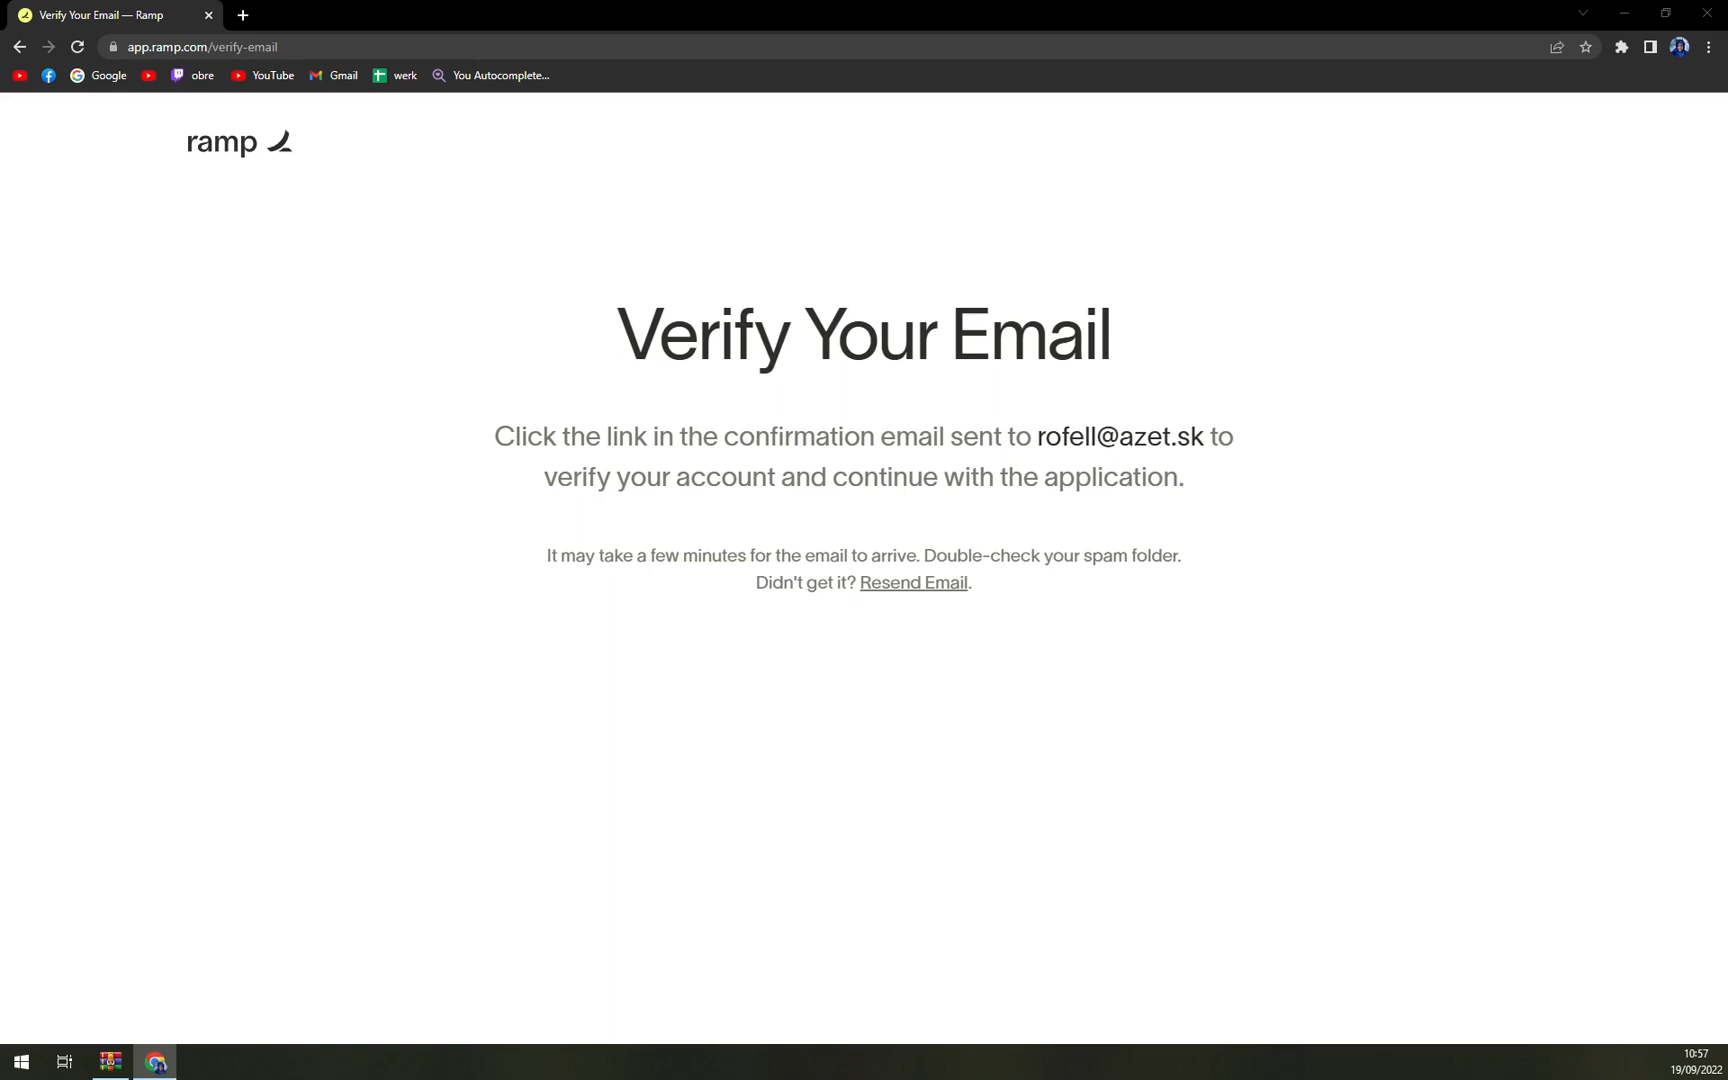 Verify Your Email — Ramp
app.ramp.com/verify-email
Google
obre
YouTube
Gmail
werk
You Autocomplete...
ramp
Verify Your Email
Click the link in the confirmation email sent to rofell@azet.sk to
verify your account and continue with the application.
It may take a few minutes for the email to arrive. Double-check your spam folder.
Didn't get it? Resend Email.
10:57
19/09/2022